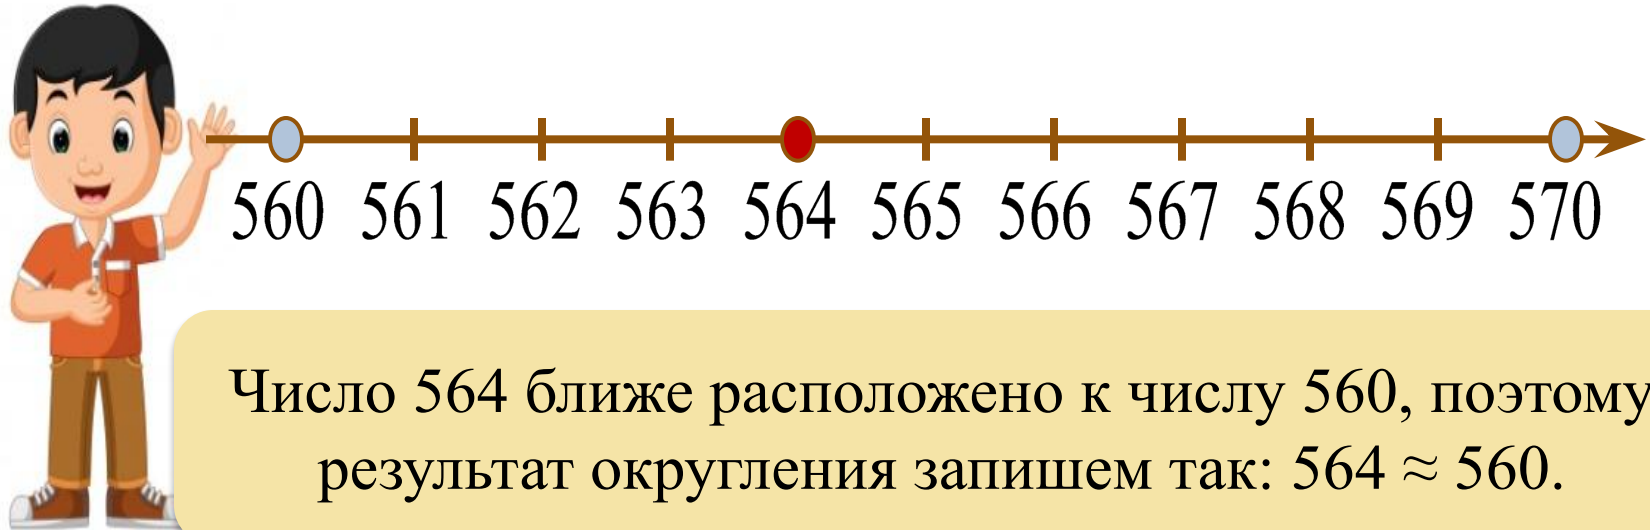 560 561 562 563 564 565 566 567 568 569 570
Число 564 ближе расположено к числу 560, поэтому
результат округления запишем так: 564 ≈ 560.